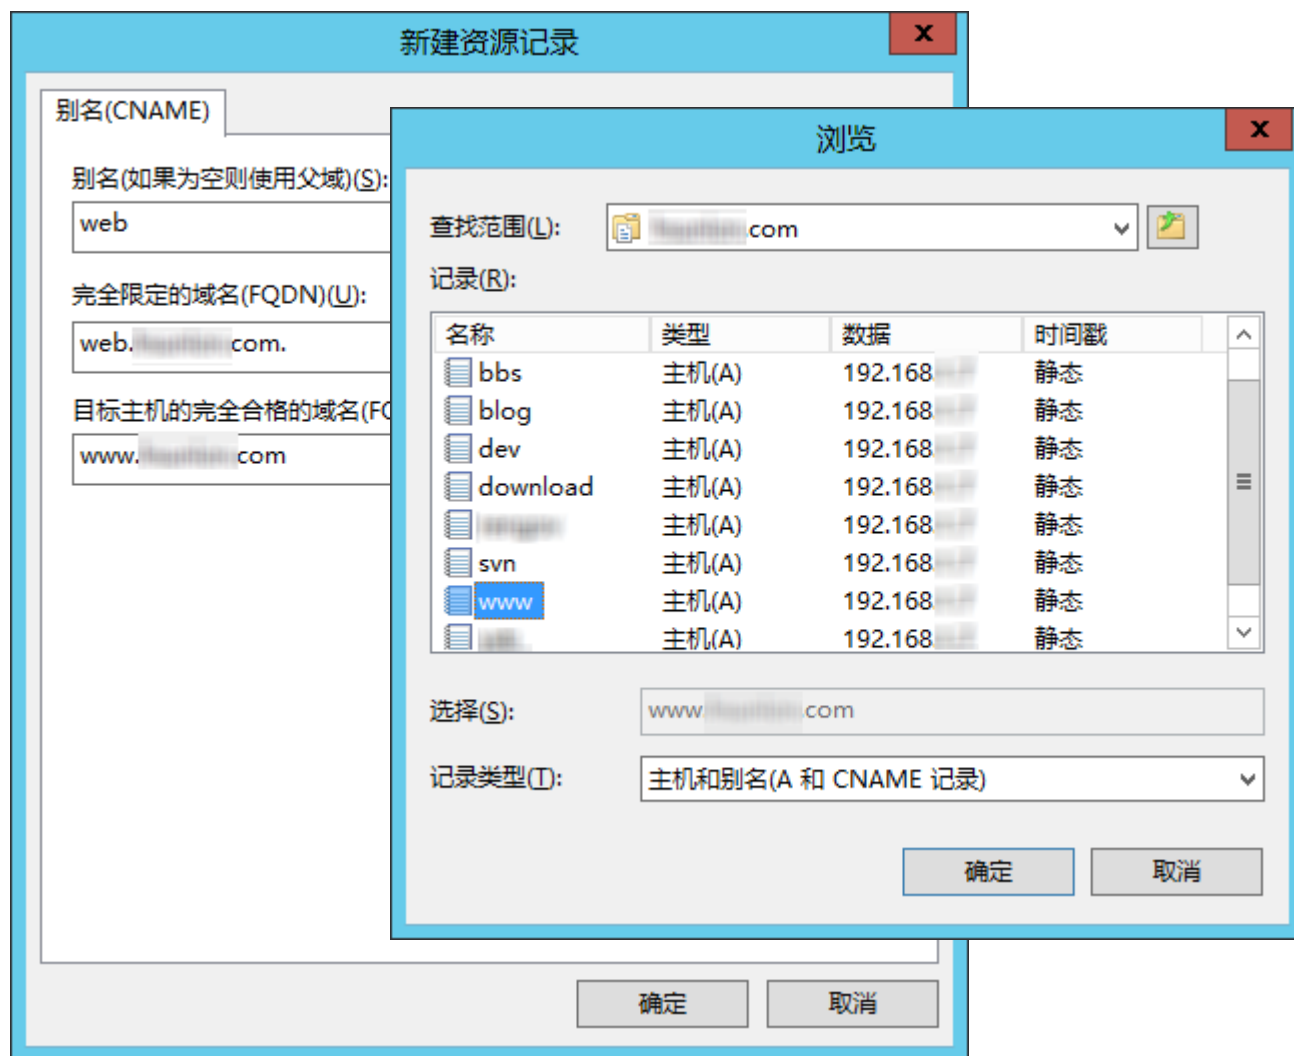 新建资源记录
x
别名(CNAME)
别名(如果为空则使用父域)(S):
web
完全限定的域名(FQDN)(U):
web. com.
目标主机的完全合格的域名(FQ
www. com
确定 取消
浏览
x
查找范围(L): .com
记录(R):
名称 类型 数据 时间戳
bbs 主机(A) 192.168 静态
blog 主机(A) 192.168 静态
dev 主机(A) 192.168 静态
download 主机(A) 192.168 静态
主机(A) 192.168 静态
svn 主机(A) 192.168 静态
www 主机(A) 192.168 静态
主机(A) 192.168 静态
选择(S): www. .com
记录类型(T): 主机和别名(A 和 CNAME 记录)
确定 取消